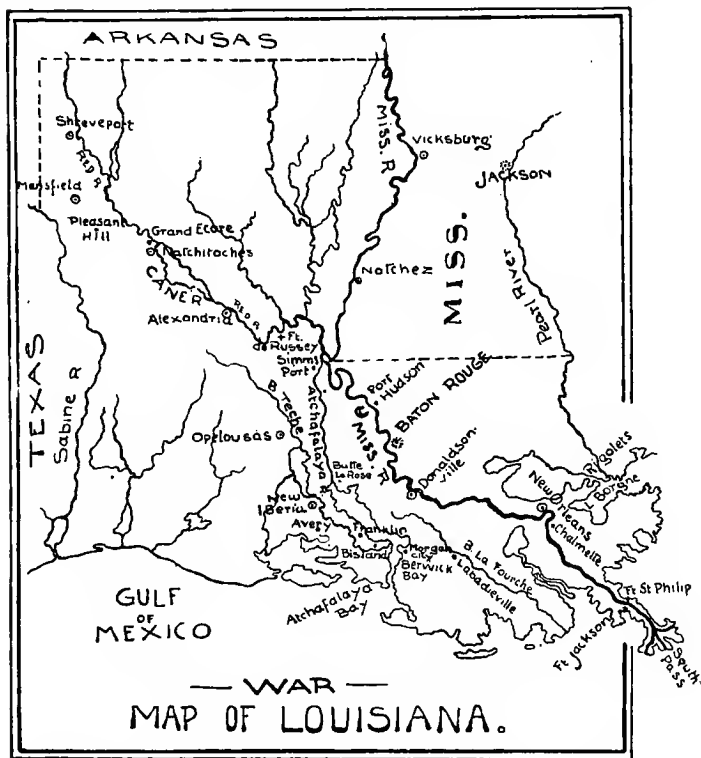 ARKANSAS
Shreveport
RED R
MISS. R
Vicksburg
JACKSON
Mansfield
Pleasant
Hill
Grand Ecore
Natchitoches
CANE R
RED R
Alexandria
Natchez
MISS.
Pearl River
TEXAS
Sabine R
Ft.
de Russey
Simms
Port
B Teche
Atchafalaya R
Port
Hudson
BATON ROUGE
MISS. R
Opelousas
Butte
La Rose
Donaldson-
ville
New
Iberia
Avery
Franklin
Bisland
Morgan
City
Berwick
Bay
B. La Fourche
Labadieville
New Orleans
Chalmette
Rigolets
Borgne
Atchafalaya
Bay
Ft St Philip
Ft Jackson
South
Pass
GULF
OF
MEXICO
— WAR —
MAP OF LOUISIANA.